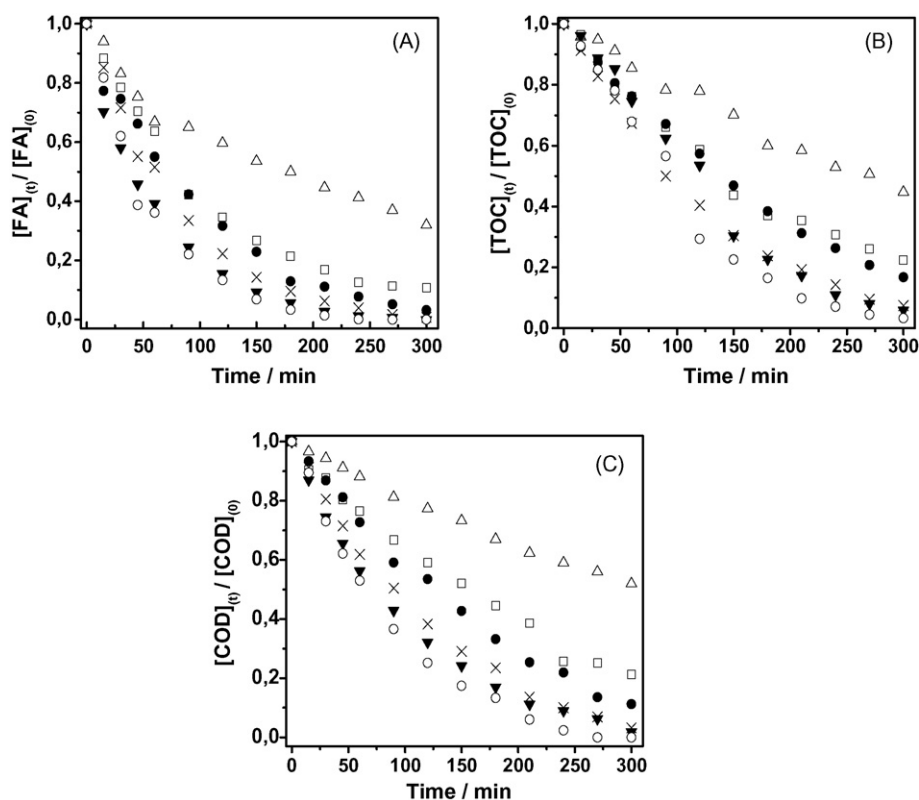 (A)
[FA](t) / [FA](0)
1,0
0,8
0,6
0,4
0,2
0,0
0 50 100 150 200 250 300
Time / min
(B)
[TOC](t) / [TOC](0)
1,0
0,8
0,6
0,4
0,2
0,0
0 50 100 150 200 250 300
Time / min
(C)
[COD](t) / [COD](0)
1,0
0,8
0,6
0,4
0,2
0,0
0 50 100 150 200 250 300
Time / min